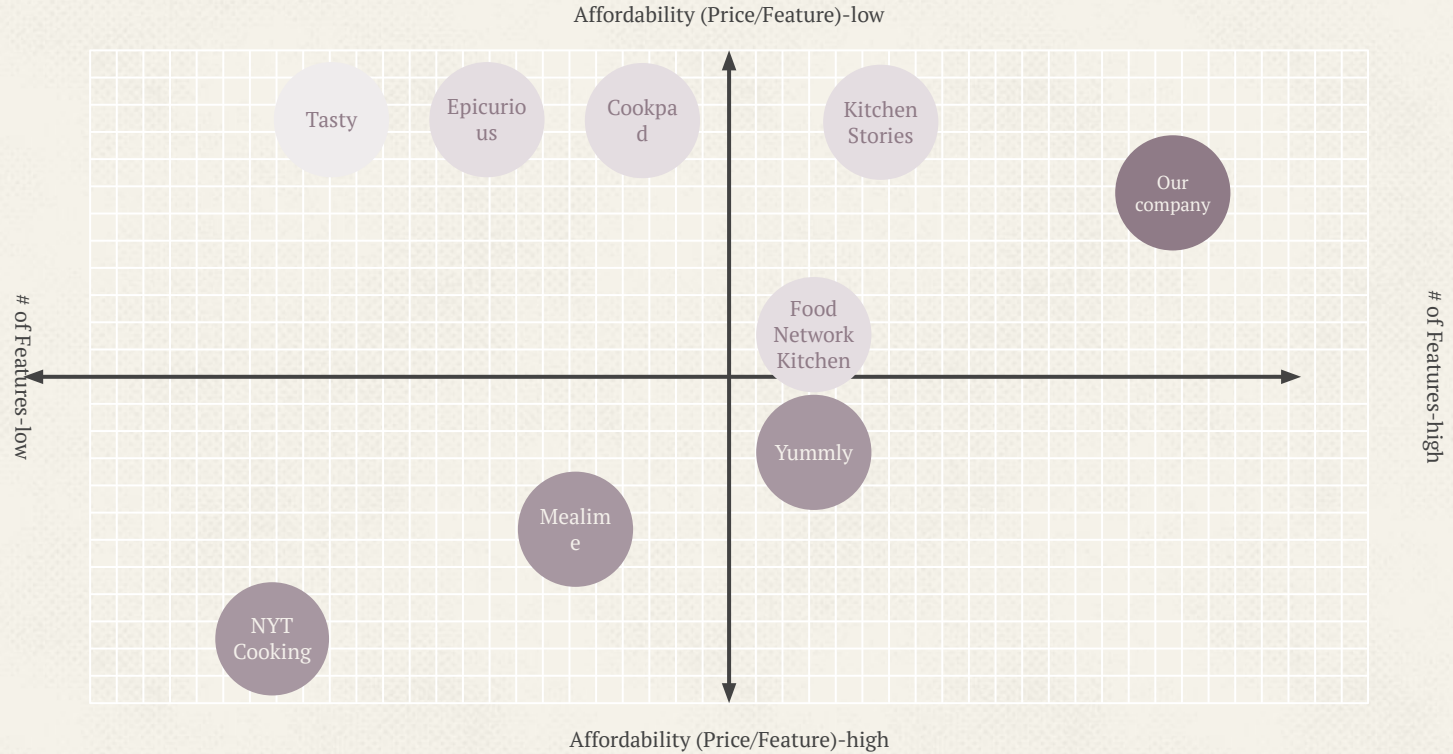 Affordability (Price/Feature)-low
Tasty
Epicurio
us
Cookpa
d
Kitchen
Stories
Our
company
# of Features-low
Food
Network
Kitchen
# of Features-high
Yummly
Mealim
e
NYT
Cooking
Affordability (Price/Feature)-high